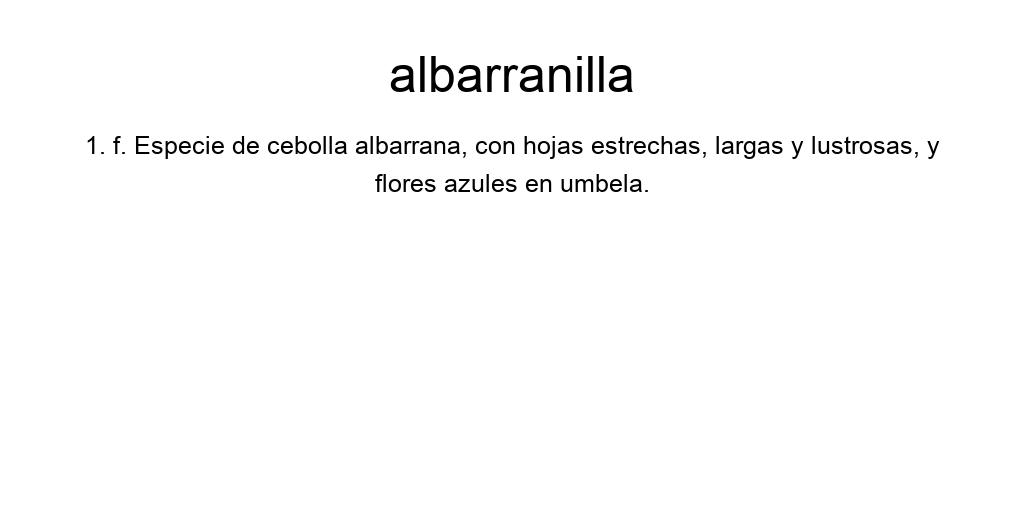 albarranilla
1. f. Especie de cebolla albarrana, con hojas estrechas, largas y lustrosas, y
flores azules en umbela.